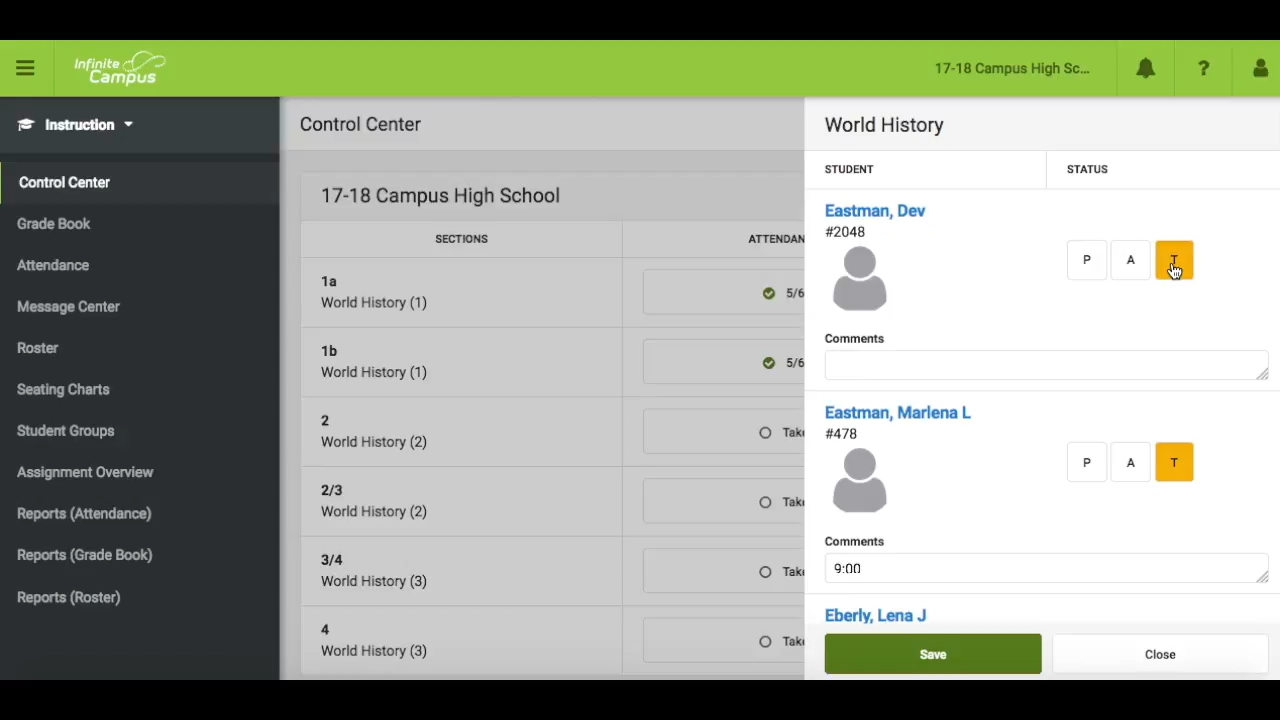 Infinite Campus
17-18 Campus High Sc...
?
Instruction
Control Center
Grade Book
Attendance
Message Center
Roster
Seating Charts
Student Groups
Assignment Overview
Reports (Attendance)
Reports (Grade Book)
Reports (Roster)
Control Center
17-18 Campus High School
SECTIONS
ATTENDAN
1a
World History (1)
5/6
1b
World History (1)
5/6
2
World History (2)
Take
2/3
World History (2)
Take
3/4
World History (3)
Take
4
World History (3)
Take
World History
STUDENT
STATUS
Eastman, Dev
#2048
P A T
Comments
Eastman, Marlena L
#478
P A T
Comments
9:00
Eberly, Lena J
Save
Close